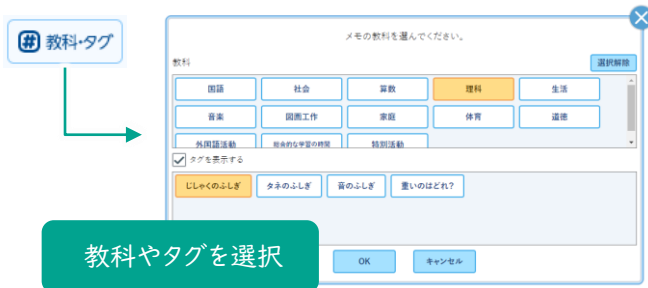 # 教科・タグ
メモの教科を選んでください。
教科
選択解除
国語 社会 算数 理科 生活
音楽 図画工作 家庭 体育 道徳
外国語活動 総合的な学習の時間 特別活動
タグを表示する
じしゃくのふしぎ タネのふしぎ 音のふしぎ 重いのはどれ?
教科やタグを選択
OK キャンセル